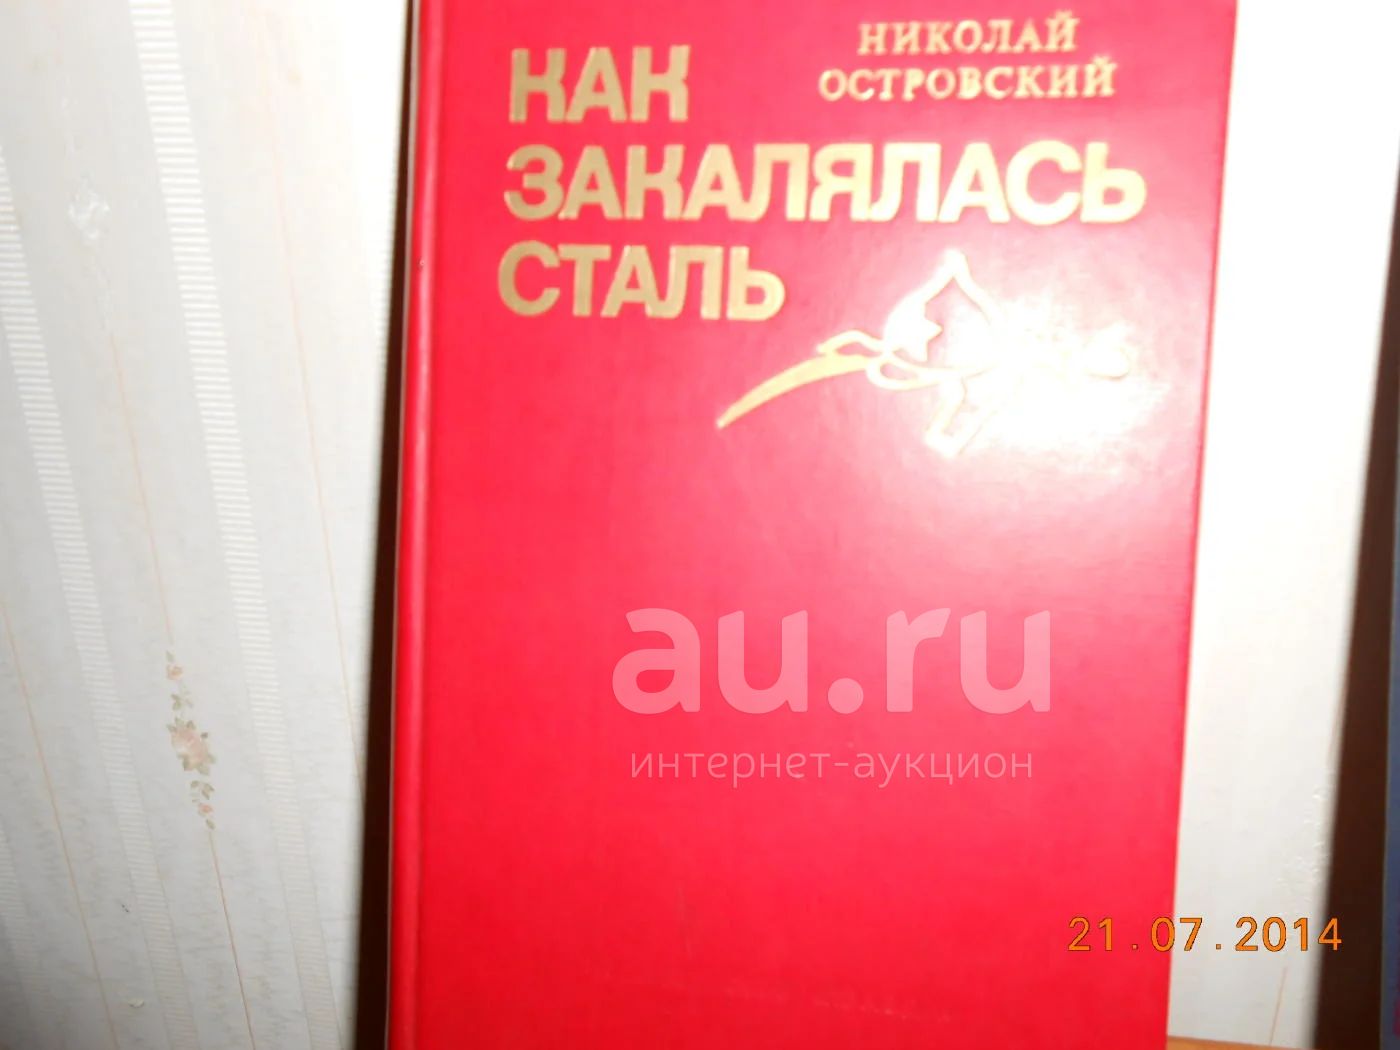 НИКОЛАЙ
ОСТРОВСКИЙ
КАК
ЗАКАЛЯЛАСЬ
СТАЛЬ
au.ru
интернет-аукцион
21.07.2014